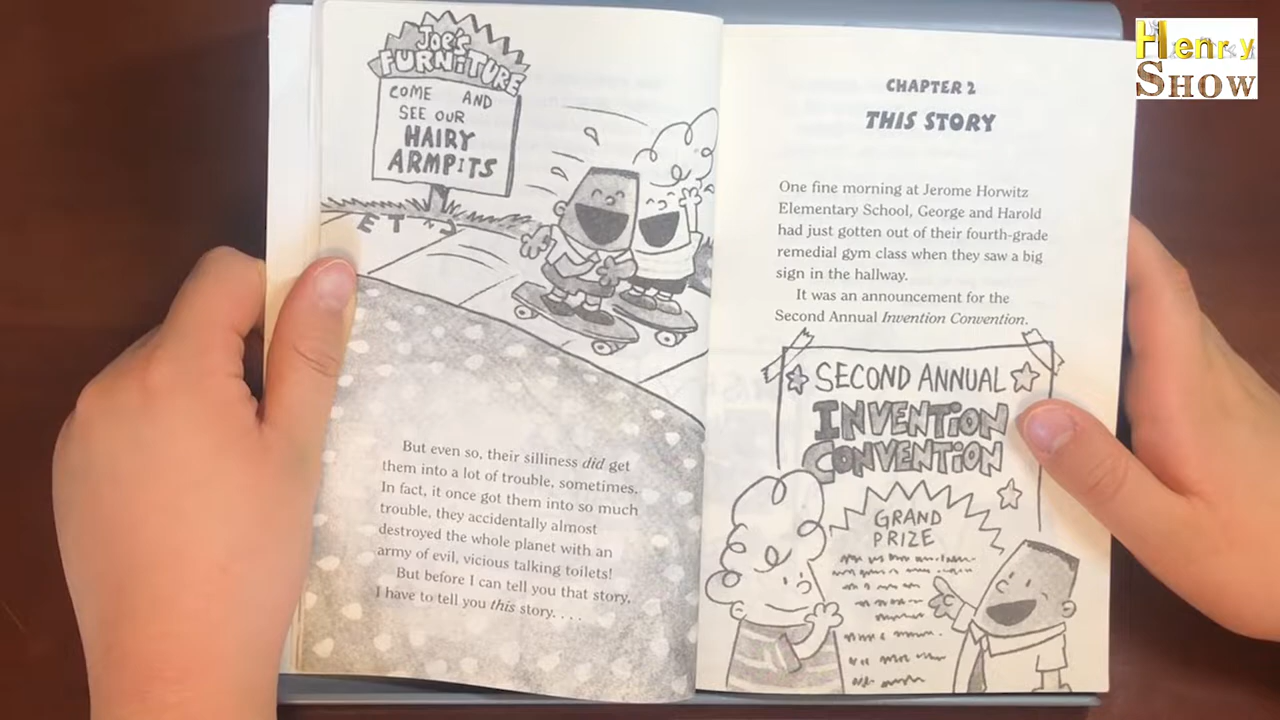 JOE'S
FURNITURE
COME AND
SEE OUR
HAIRY
ARMPITS
But even so, their silliness did get
them into a lot of trouble, sometimes.
In fact, it once got them into so much
trouble, they accidentally almost
destroyed the whole planet with an
army of evil, vicious talking toilets!
But before I can tell you that story,
I have to tell you this story. . . .
CHAPTER 2
THIS STORY
One fine morning at Jerome Horwitz
Elementary School, George and Harold
had just gotten out of their fourth-grade
remedial gym class when they saw a big
sign in the hallway.
It was an announcement for the
Second Annual Invention Convention.
SECOND ANNUAL
INVENTION
CONVENTION
GRAND
PRIZE
Henry
SHOW